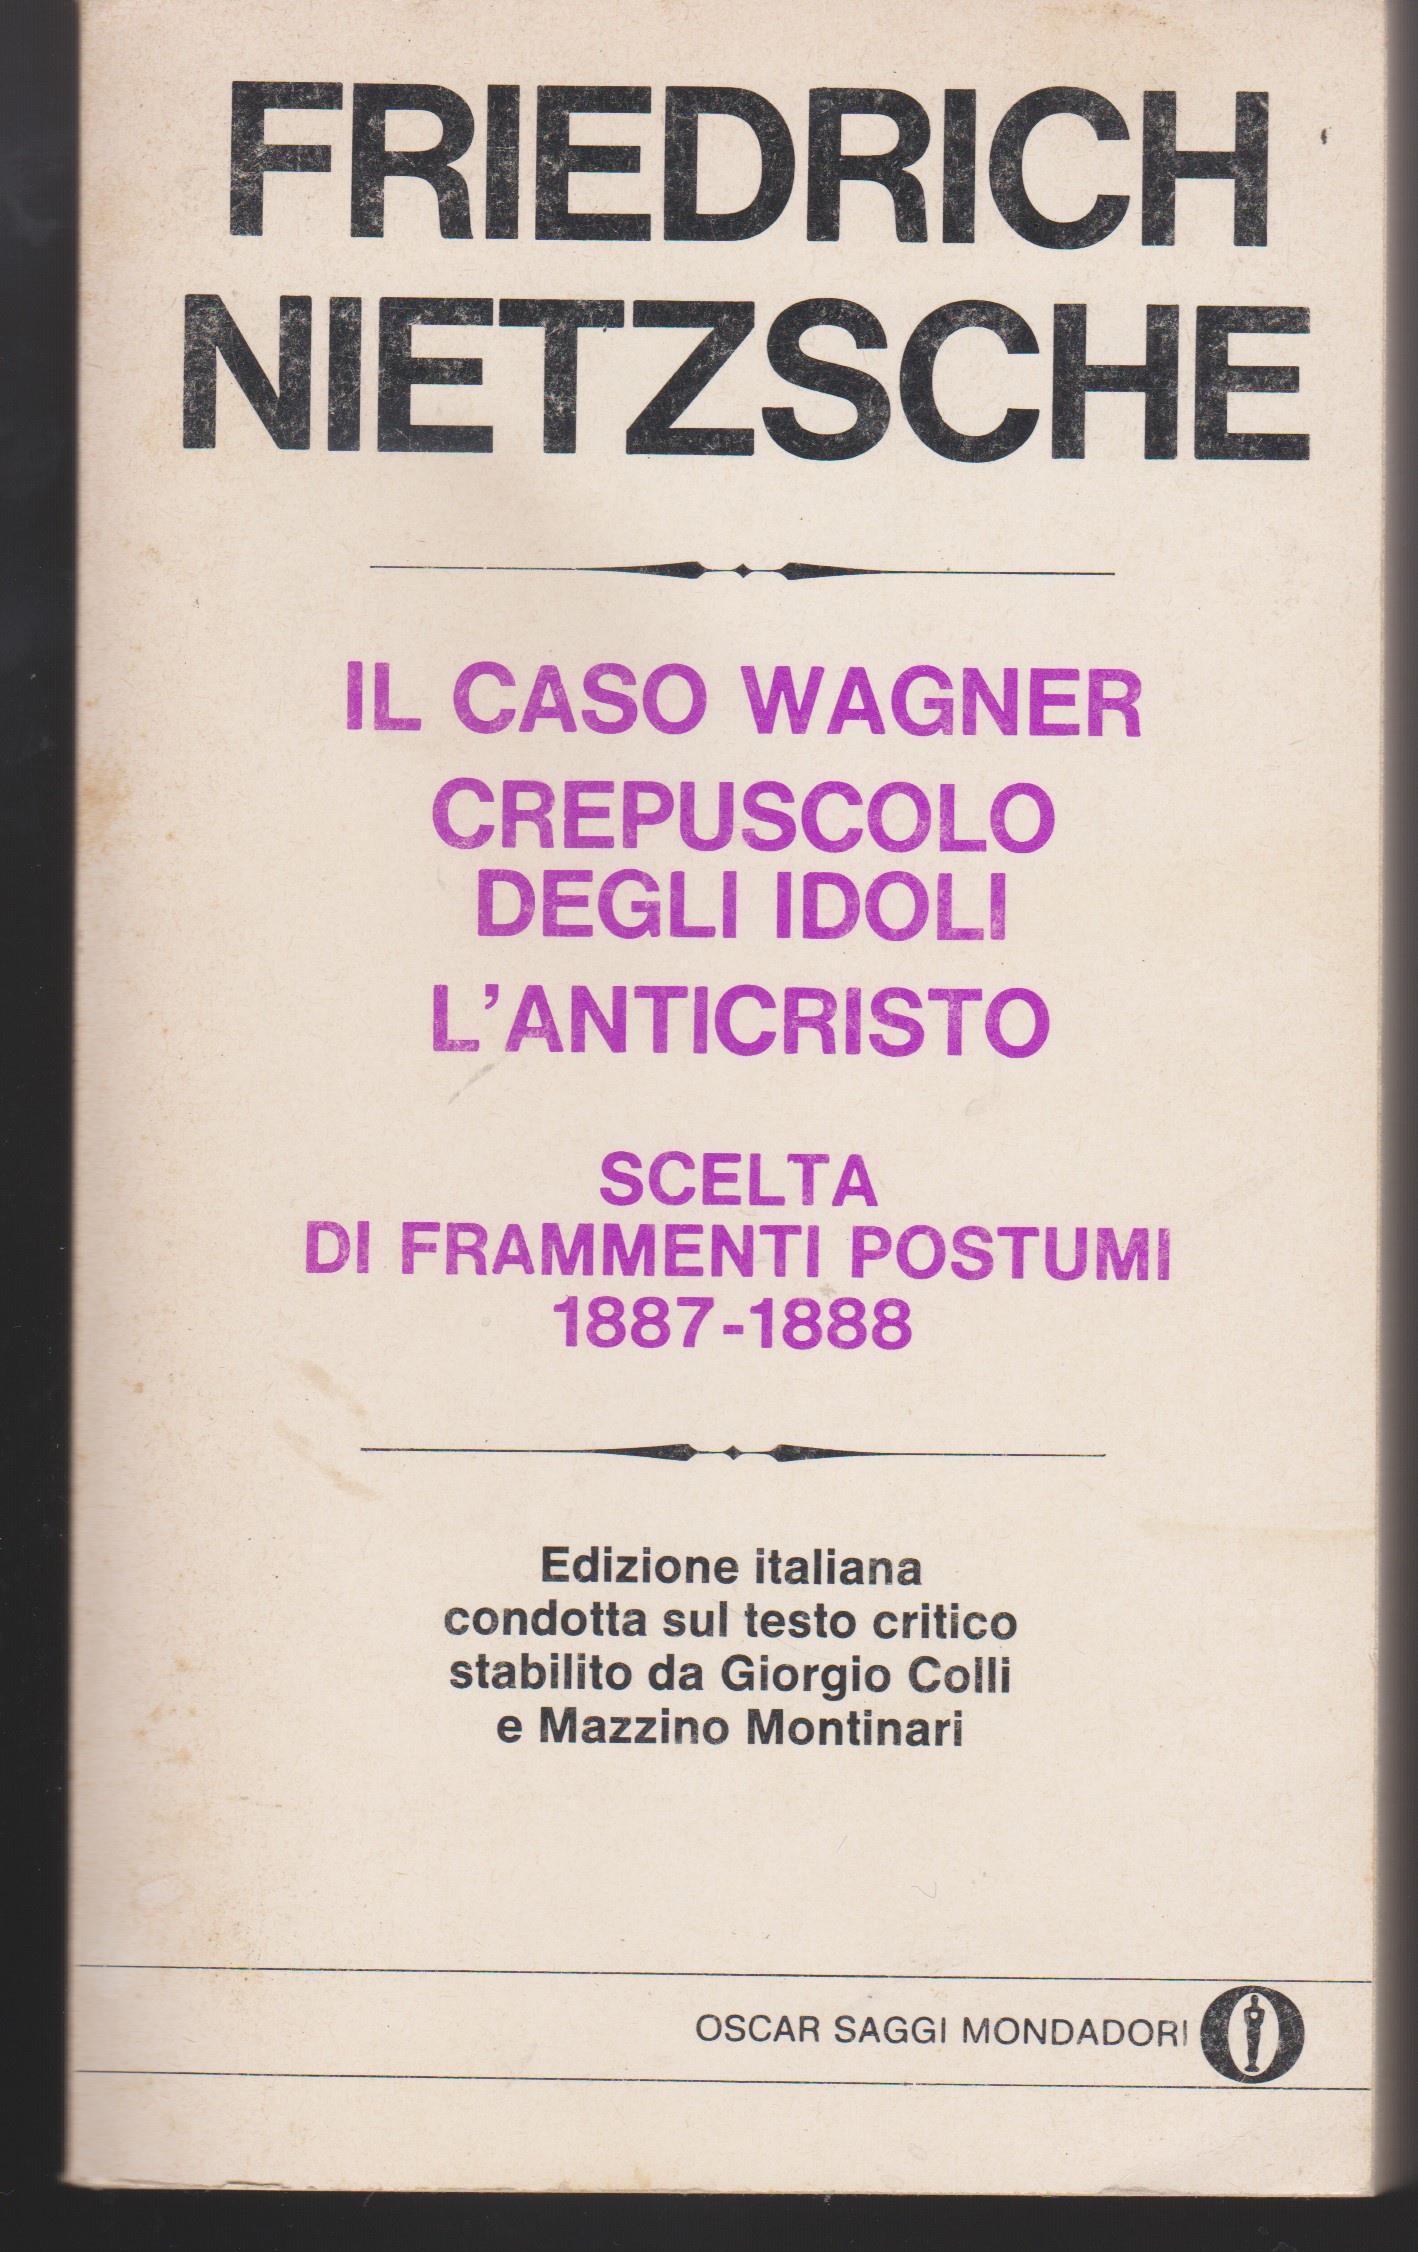 FRIEDRICH
NIETZSCHE
IL CASO WAGNER
CREPUSCOLO
DEGLI IDOLI
L'ANTICRISTO
SCELTA
DI FRAMMENTI POSTUMI
1887-1888
Edizione italiana
condotta sul testo critico
stabilito da Giorgio Colli
e Mazzino Montinari
OSCAR SAGGI MONDADORI